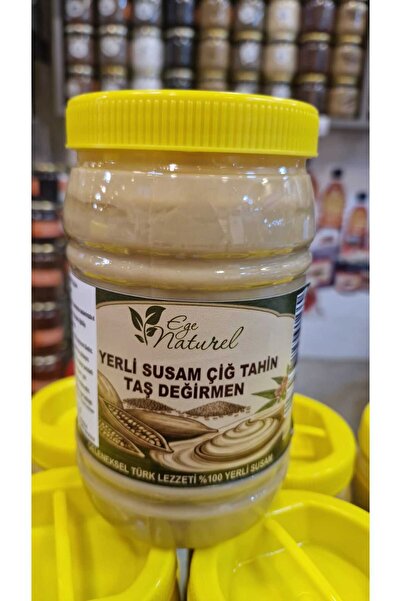 Ege
Naturel
YERLİ SUSAM ÇİĞ TAHİN
TAŞ DEĞİRMEN
GELENEKSEL TÜRK LEZZETİ %100 YERLİ SUSAM